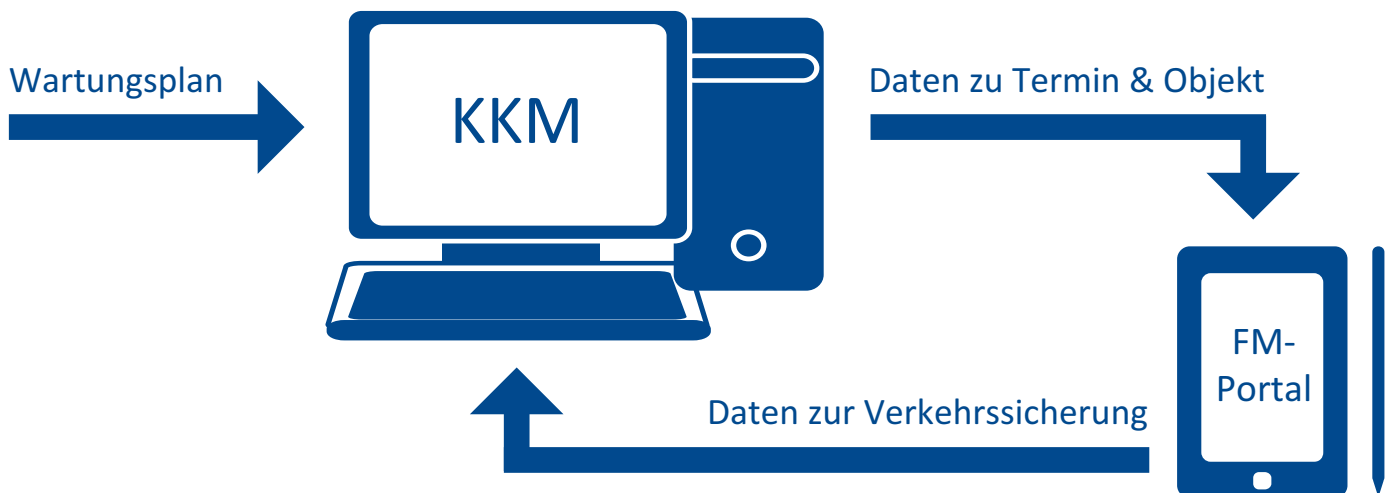 Wartungsplan
KKM
Daten zu Termin & Objekt
FM-
Portal
Daten zur Verkehrssicherung